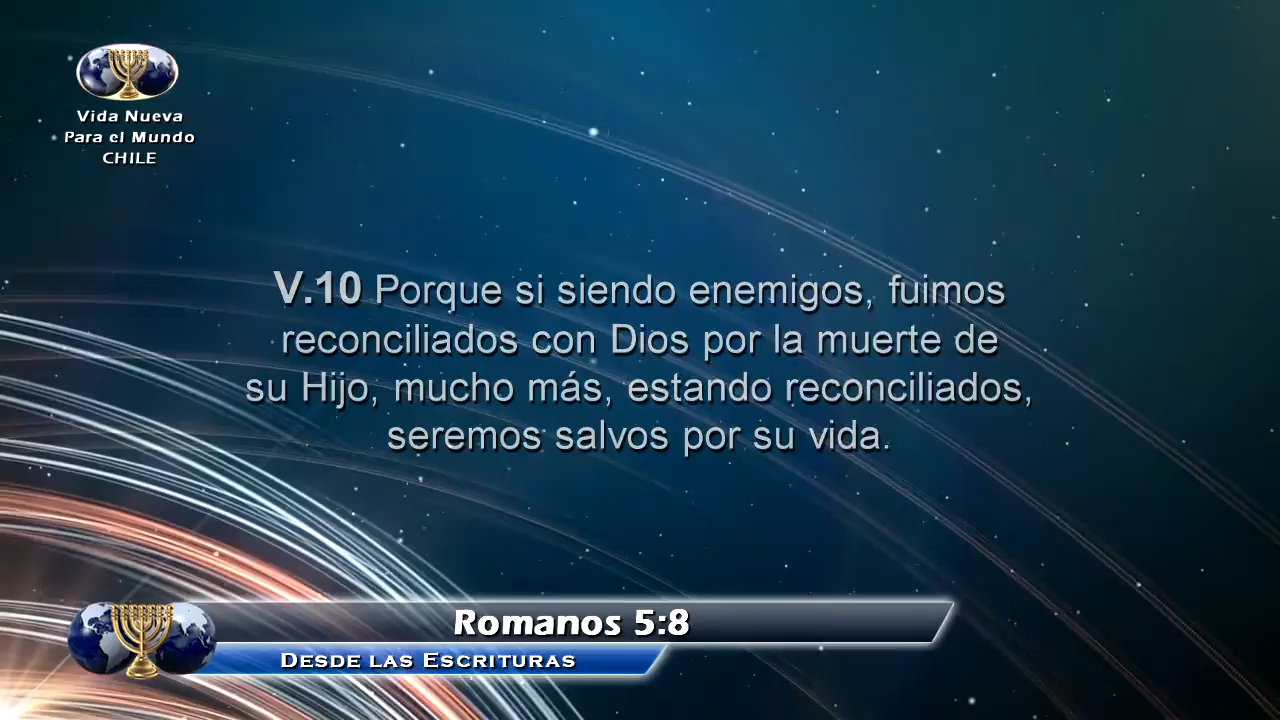 Vida Nueva
Para el Mundo
CHILE
V.10 Porque si siendo enemigos, fuimos
reconciliados con Dios por la muerte de
su Hijo, mucho más, estando reconciliados,
seremos salvos por su vida.
Romanos 5:8
DESDE LAS ESCRITURAS